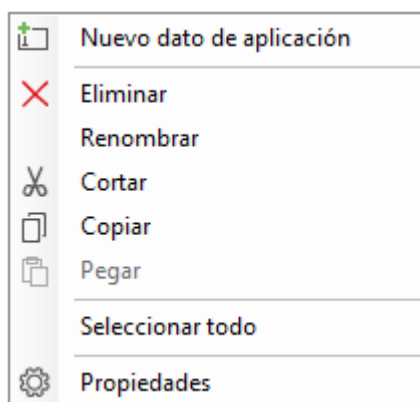 Nuevo dato de aplicación
Eliminar
Renombrar
Cortar
Copiar
Pegar
Seleccionar todo
Propiedades